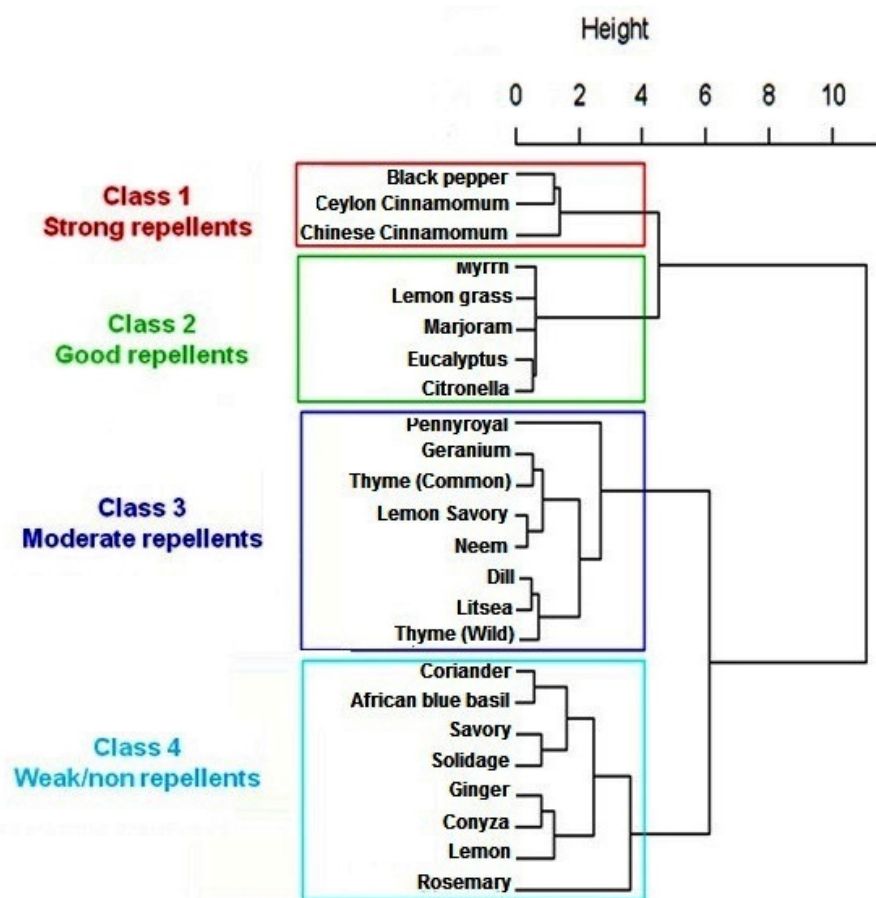 Height
0 2 4 6 8 10
Class 1
Strong repellents
Black pepper
Ceylon Cinnamomum
Chinese Cinnamomum
Class 2
Good repellents
Myrrh
Lemon grass
Marjoram
Eucalyptus
Citronella
Class 3
Moderate repellents
Pennyroyal
Geranium
Thyme (Common)
Lemon Savory
Neem
Dill
Litsea
Thyme (Wild)
Class 4
Weak/non repellents
Coriander
African blue basil
Savory
Solidage
Ginger
Conyza
Lemon
Rosemary